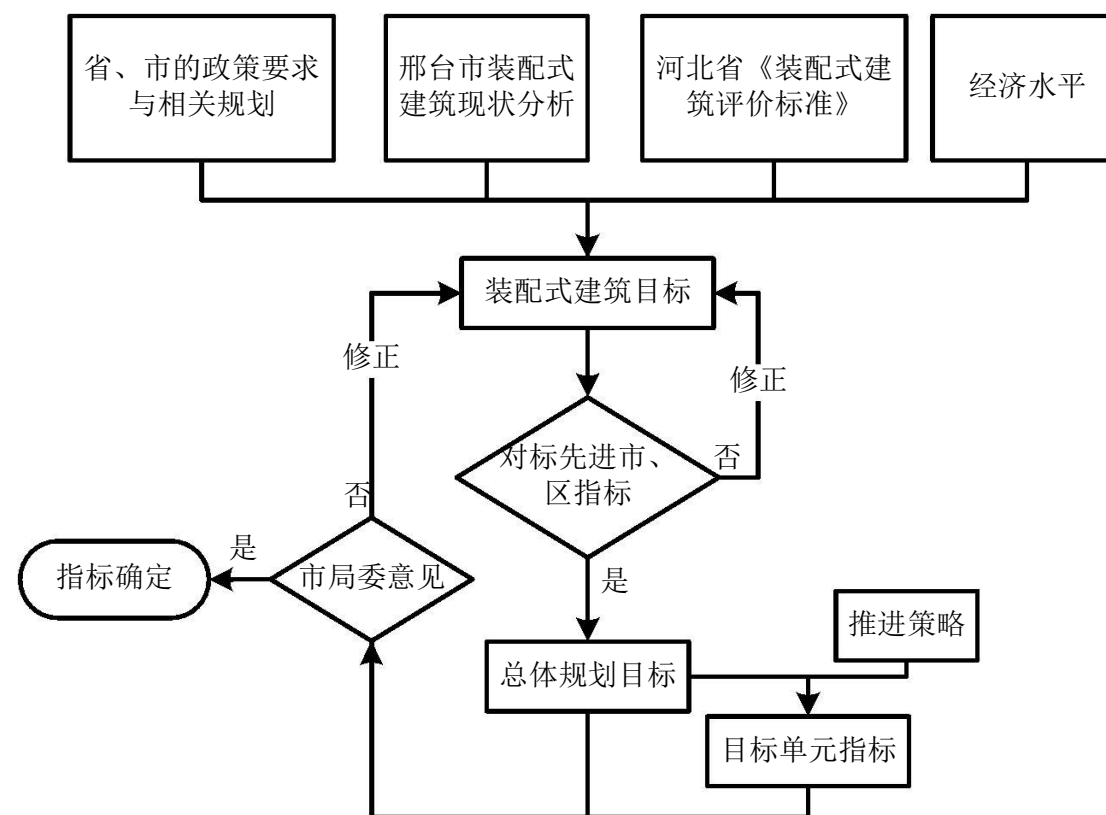 省、市的政策要求
与相关规划
邢台市装配式
建筑现状分析
河北省《装配式建
筑评价标准》
经济水平
装配式建筑目标
修正
修正
对标先进市、
区指标
否
否
是
市局委意见
指标确定
是
推进策略
总体规划目标
目标单元指标